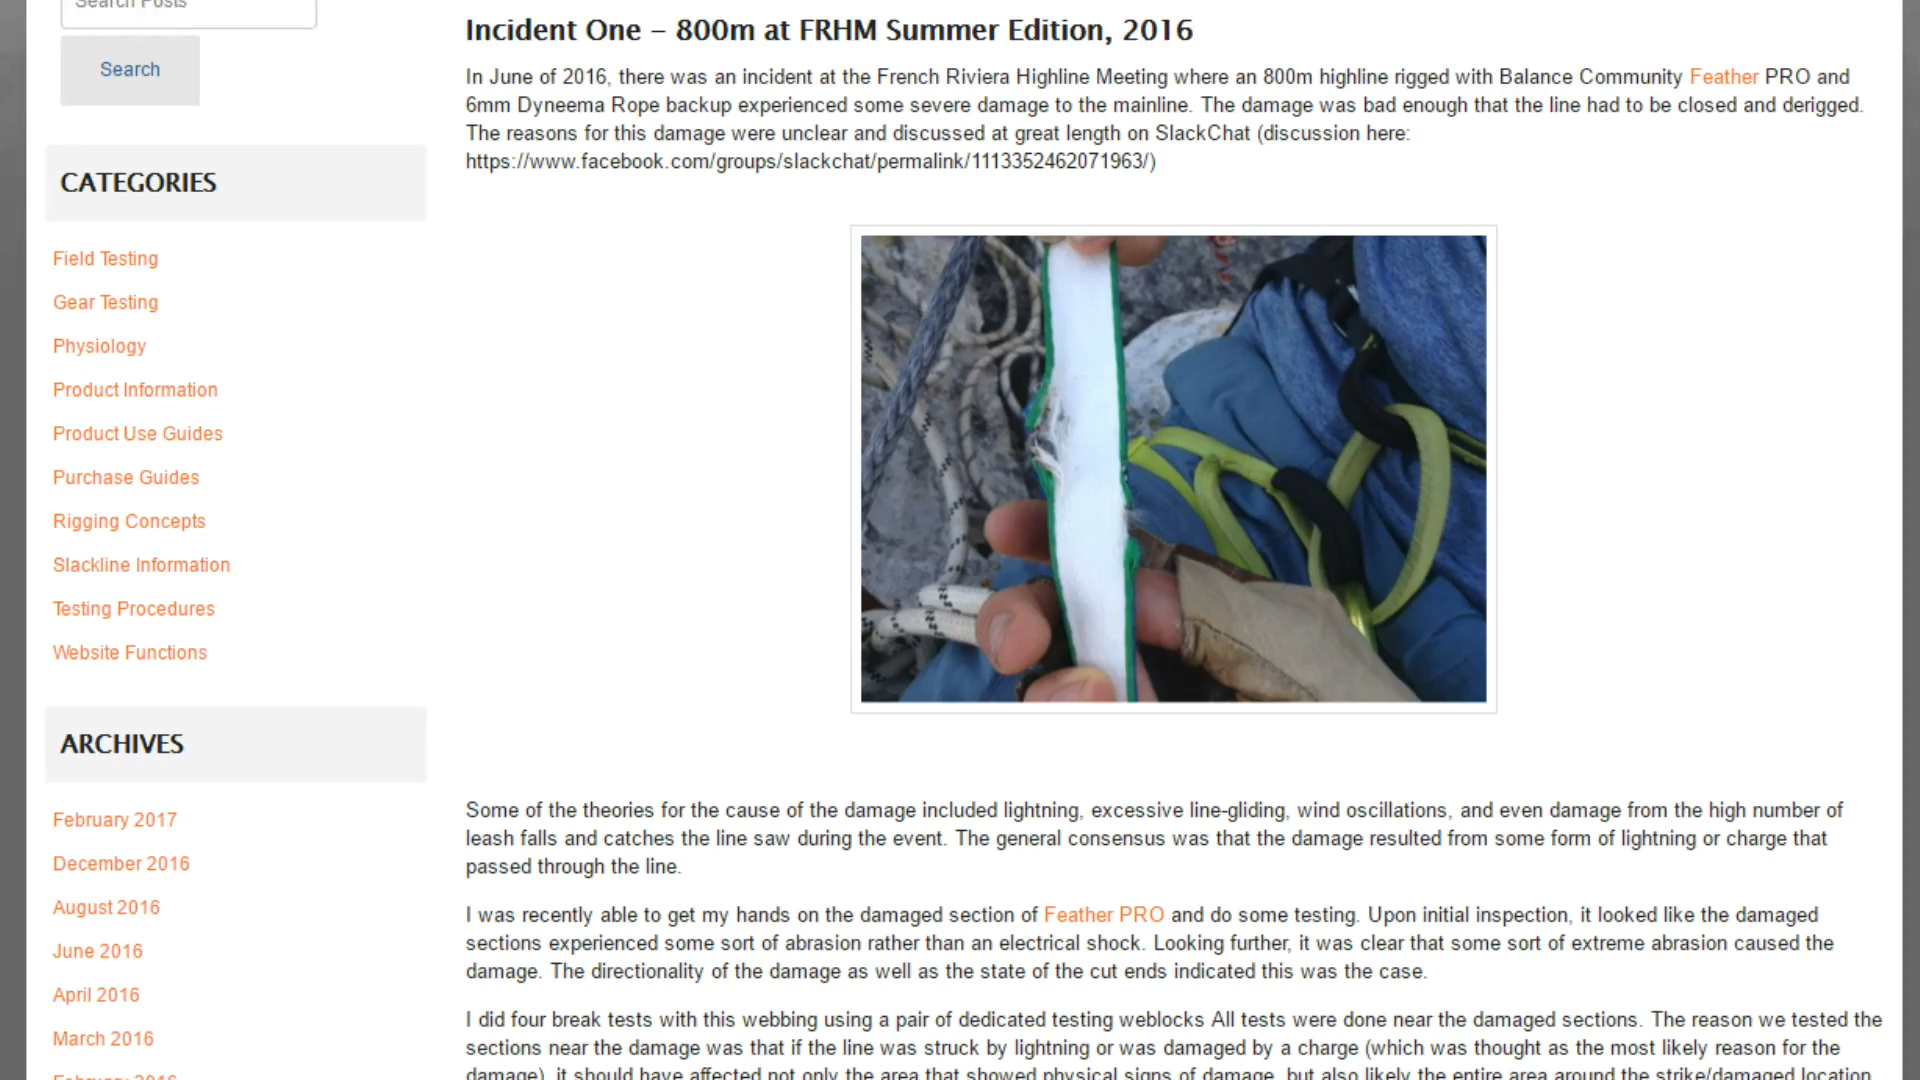 Search Posts
Search
CATEGORIES
Field Testing
Gear Testing
Physiology
Product Information
Product Use Guides
Purchase Guides
Rigging Concepts
Slackline Information
Testing Procedures
Website Functions
ARCHIVES
February 2017
December 2016
August 2016
June 2016
April 2016
March 2016
February 2016
Incident One – 800m at FRHM Summer Edition, 2016
In June of 2016, there was an incident at the French Riviera Highline Meeting where an 800m highline rigged with Balance Community Feather PRO and
6mm Dyneema Rope backup experienced some severe damage to the mainline. The damage was bad enough that the line had to be closed and derigged.
The reasons for this damage were unclear and discussed at great length on SlackChat (discussion here:
https://www.facebook.com/groups/slackchat/permalink/1113352462071963/)
Some of the theories for the cause of the damage included lightning, excessive line-gliding, wind oscillations, and even damage from the high number of
leash falls and catches the line saw during the event. The general consensus was that the damage resulted from some form of lightning or charge that
passed through the line.
I was recently able to get my hands on the damaged section of Feather PRO and do some testing. Upon initial inspection, it looked like the damaged
sections experienced some sort of abrasion rather than an electrical shock. Looking further, it was clear that some sort of extreme abrasion caused the
damage. The directionality of the damage as well as the state of the cut ends indicated this was the case.
I did four break tests with this webbing using a pair of dedicated testing weblocks All tests were done near the damaged sections. The reason we tested the
sections near the damage was that if the line was struck by lightning or was damaged by a charge (which was thought as the most likely reason for the
damage), it should have affected not only the area that showed physical signs of damage, but also likely the entire area around the strike/damaged location